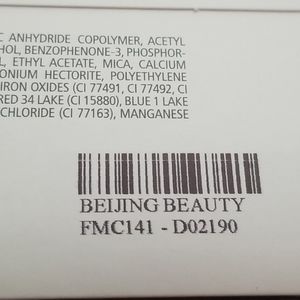 C ANHYDRIDE COPOLYMER, ACETYL
HOL, BENZOPHENONE-3, PHOSPHOR-
L, ETHYL ACETATE, MICA, CALCIUM
ONIUM HECTORITE, POLYETHYLENE
IRON OXIDES (CI 77491, CI 77492, CI
RED 34 LAKE (CI 15880), BLUE 1 LAKE
CHLORIDE (CI 77163), MANGANESE
BEIJING BEAUTY
FMC141 - D02190